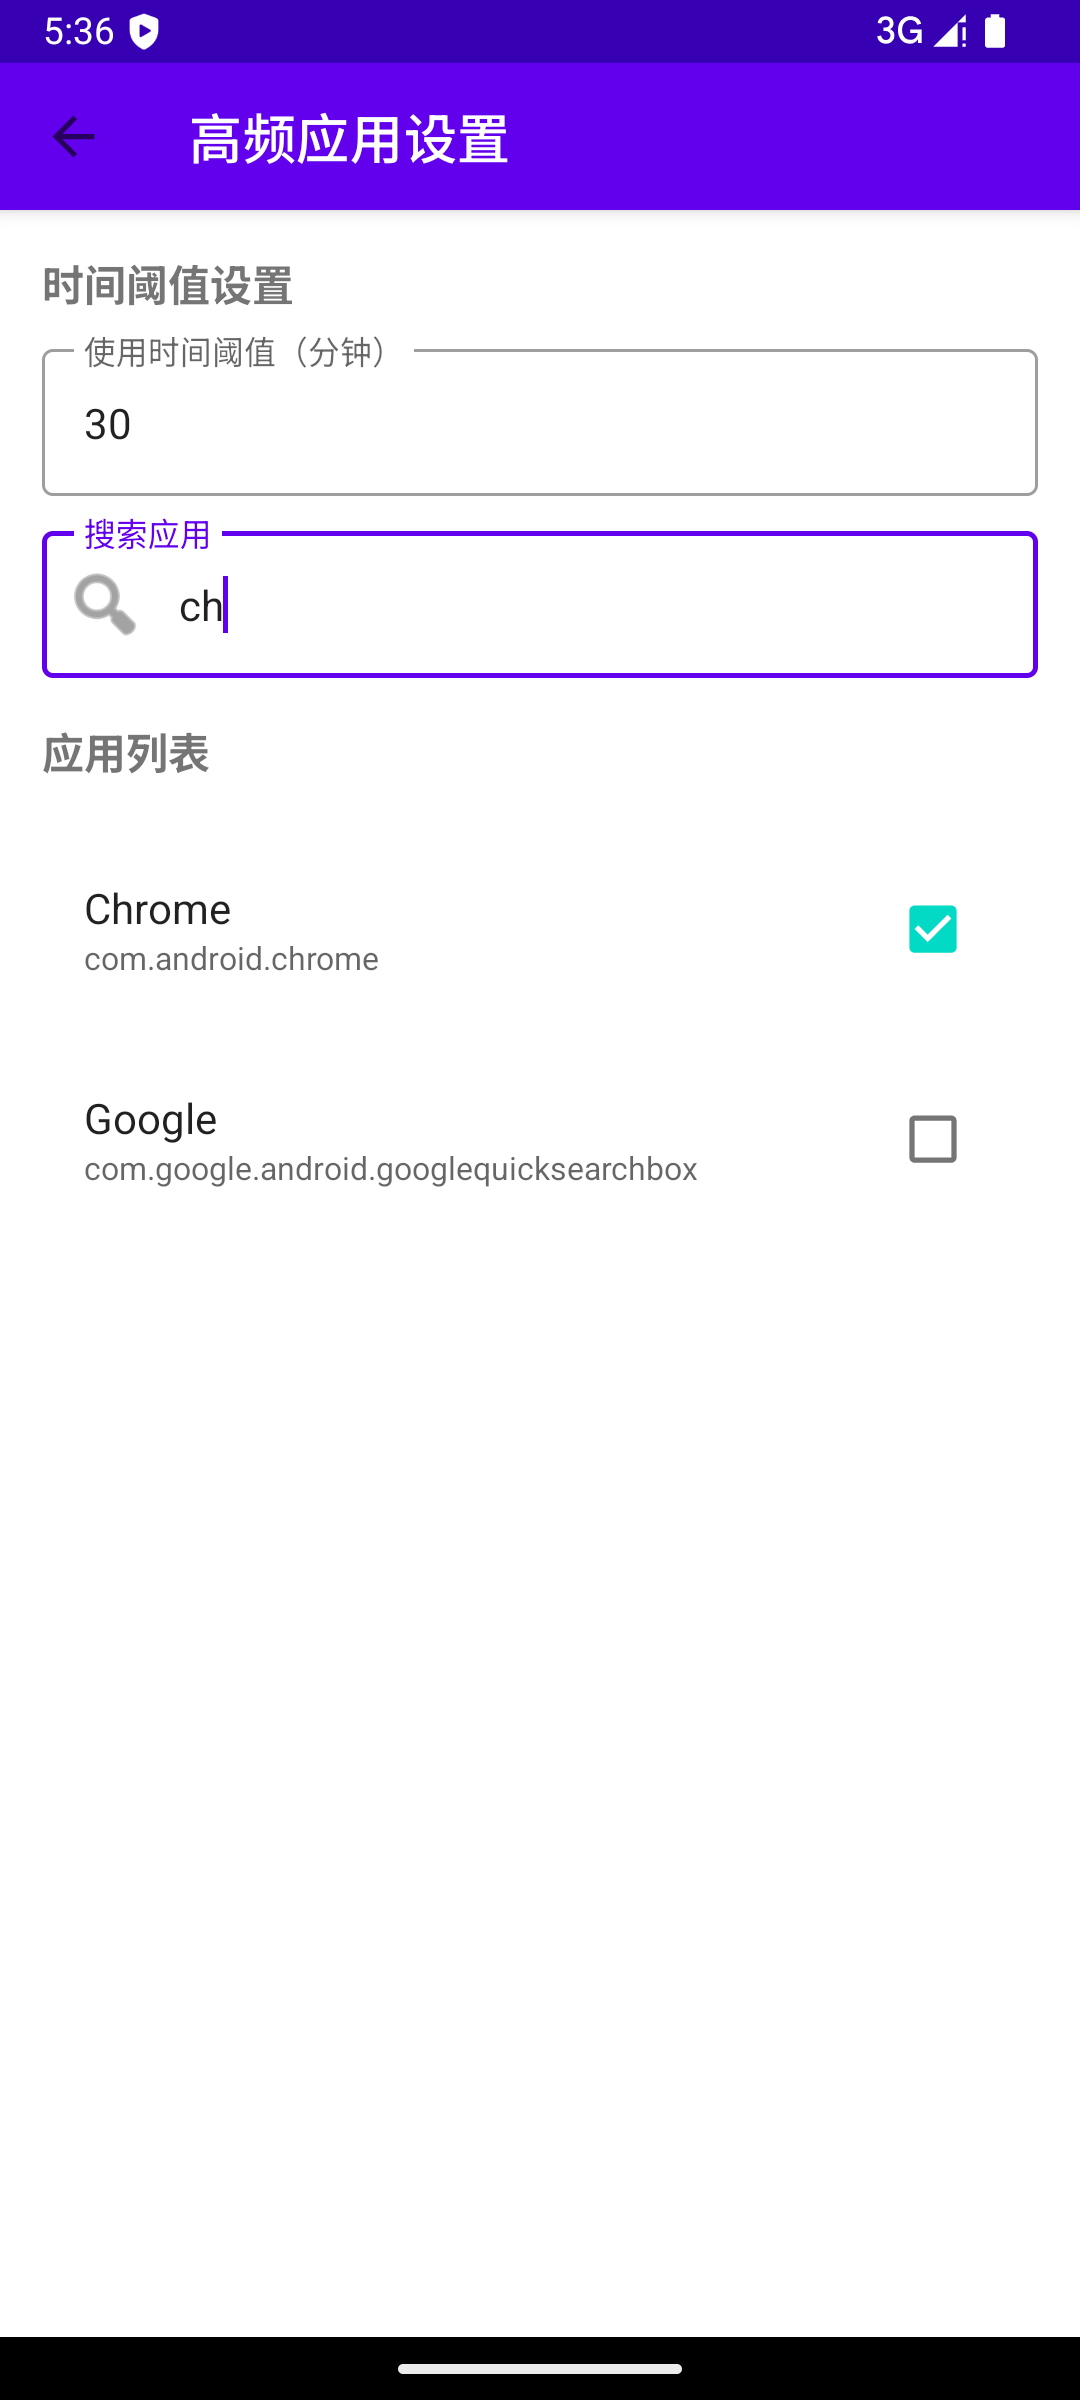 5:36
3G
高频应用设置
时间阈值设置
使用时间阈值（分钟）
30
搜索应用
ch
应用列表
Chrome
com.android.chrome
Google
com.google.android.googlequicksearchbox